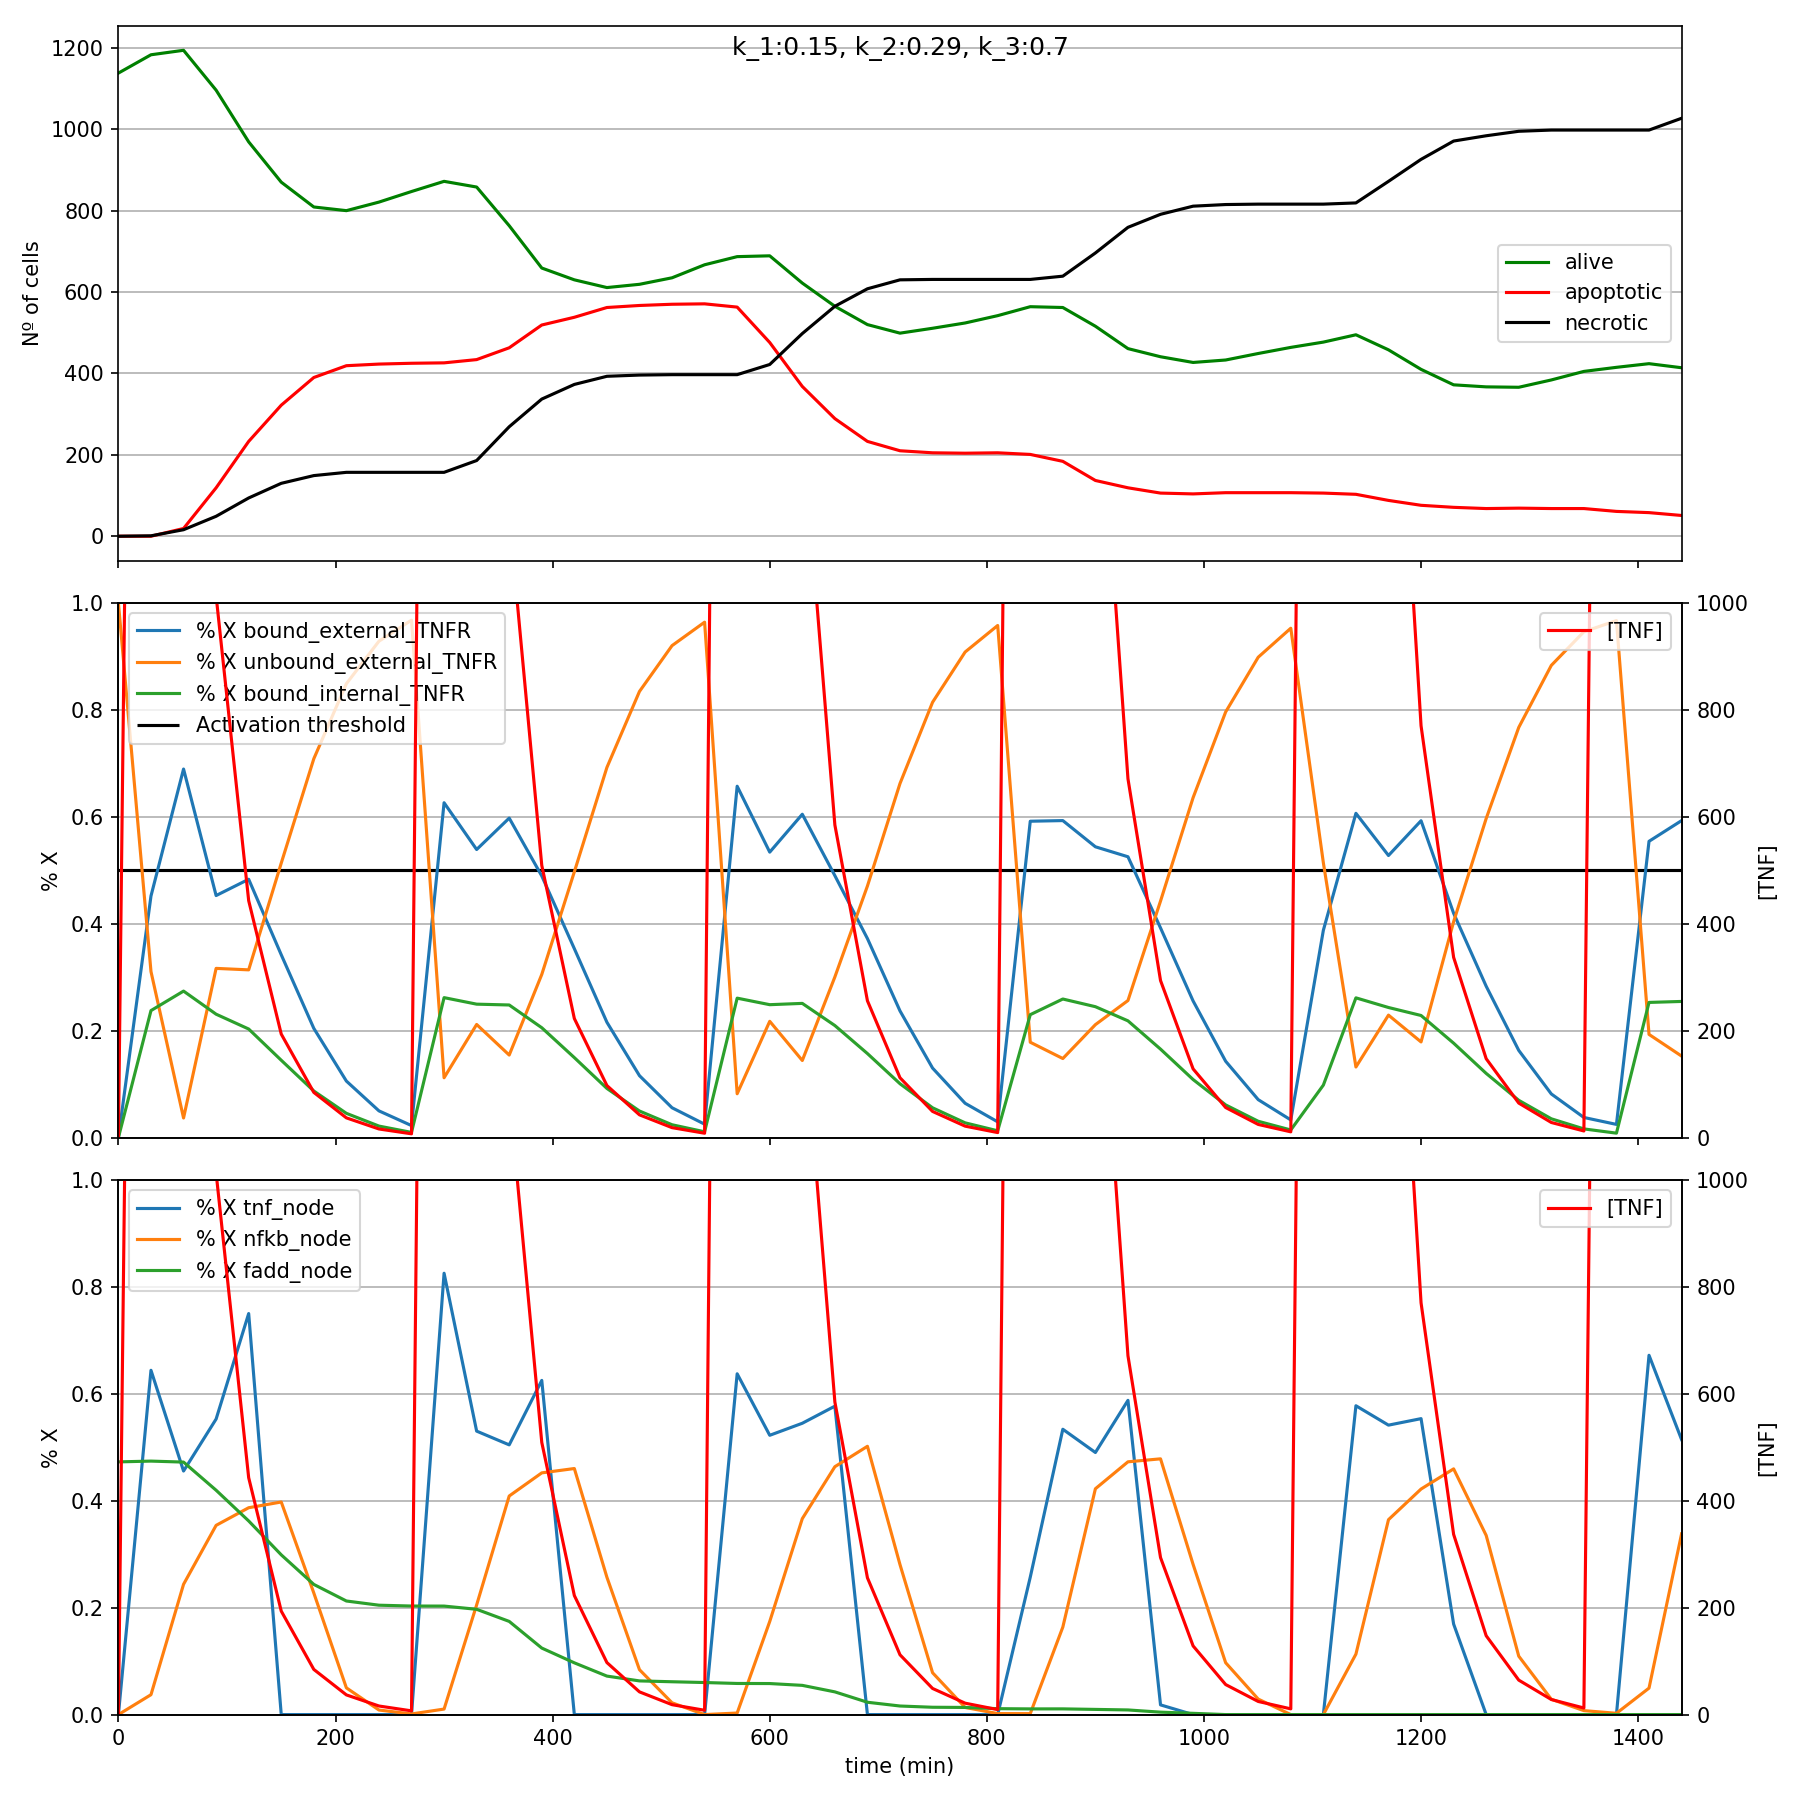 k_1:0.15, k_2:0.29, k_3:0.7
1200
1000
800
600
400
200
0
Nº of cells
alive
apoptotic
necrotic
1.0
0.8
0.6
0.4
0.2
0.0
% X
% X bound_external_TNFR
% X unbound_external_TNFR
% X bound_internal_TNFR
Activation threshold
[TNF]
1000
800
600
400
200
0
[TNF]
1.0
0.8
0.6
0.4
0.2
0.0
% X
% X tnf_node
% X nfkb_node
% X fadd_node
[TNF]
1000
800
600
400
200
0
[TNF]
0 200 400 600 800 1000 1200 1400
time (min)